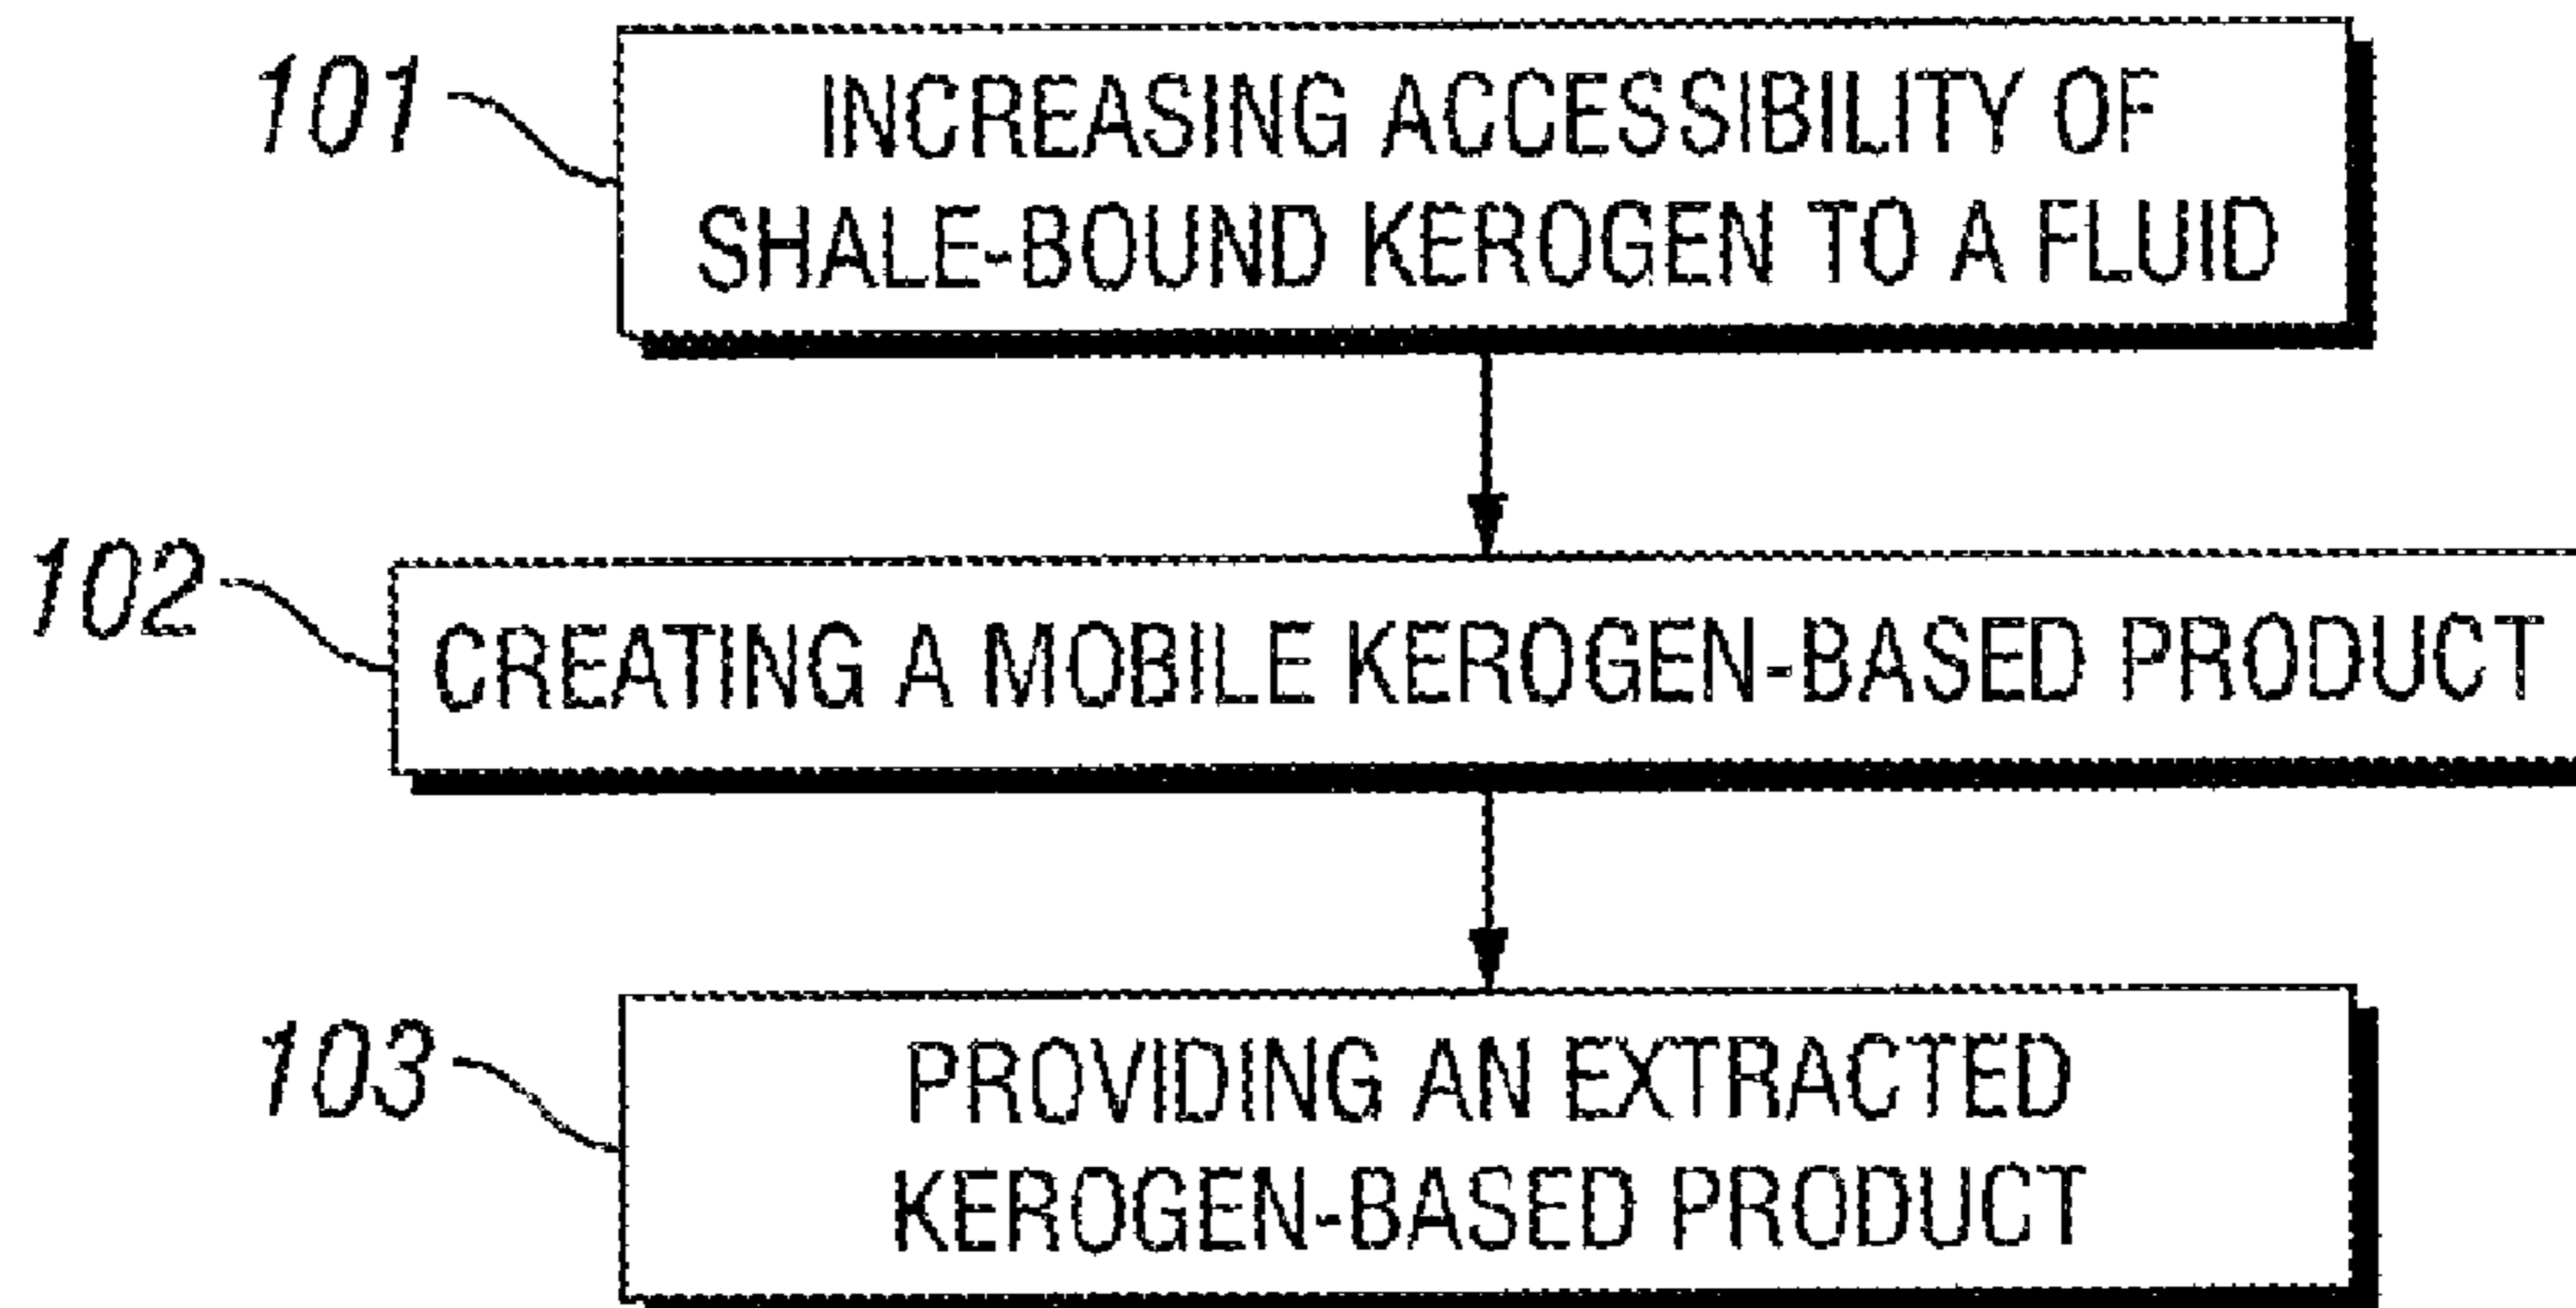 101
INCREASING ACCESSIBILITY OF
SHALE-BOUND KEROGEN TO A FLUID
102
CREATING A MOBILE KEROGEN-BASED PRODUCT
103
PROVIDING AN EXTRACTED
KEROGEN-BASED PRODUCT